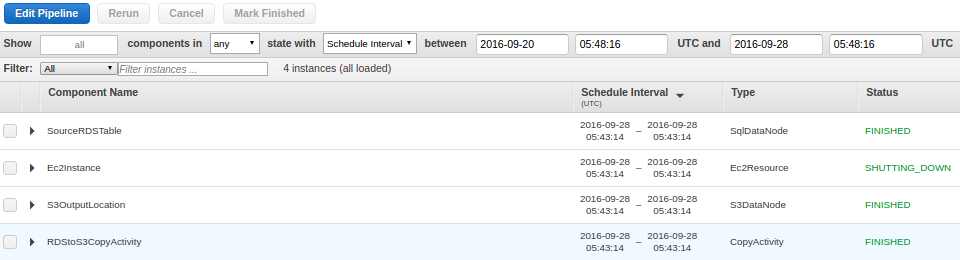 Edit Pipeline Rerun Cancel Mark Finished
Show all components in any state with Schedule Interval between 2016-09-20 05:48:16 UTC and 2016-09-28 05:48:16 UTC
Filter: All Filter instances ... 4 instances (all loaded)
Component Name Schedule Interval (UTC) Type Status
SourceRDSTable 2016-09-28 05:43:14 – 2016-09-28 05:43:14 SqlDataNode FINISHED
Ec2Instance 2016-09-28 05:43:14 – 2016-09-28 05:43:14 Ec2Resource SHUTTING_DOWN
S3OutputLocation 2016-09-28 05:43:14 – 2016-09-28 05:43:14 S3DataNode FINISHED
RDStoS3CopyActivity 2016-09-28 05:43:14 – 2016-09-28 05:43:14 CopyActivity FINISHED